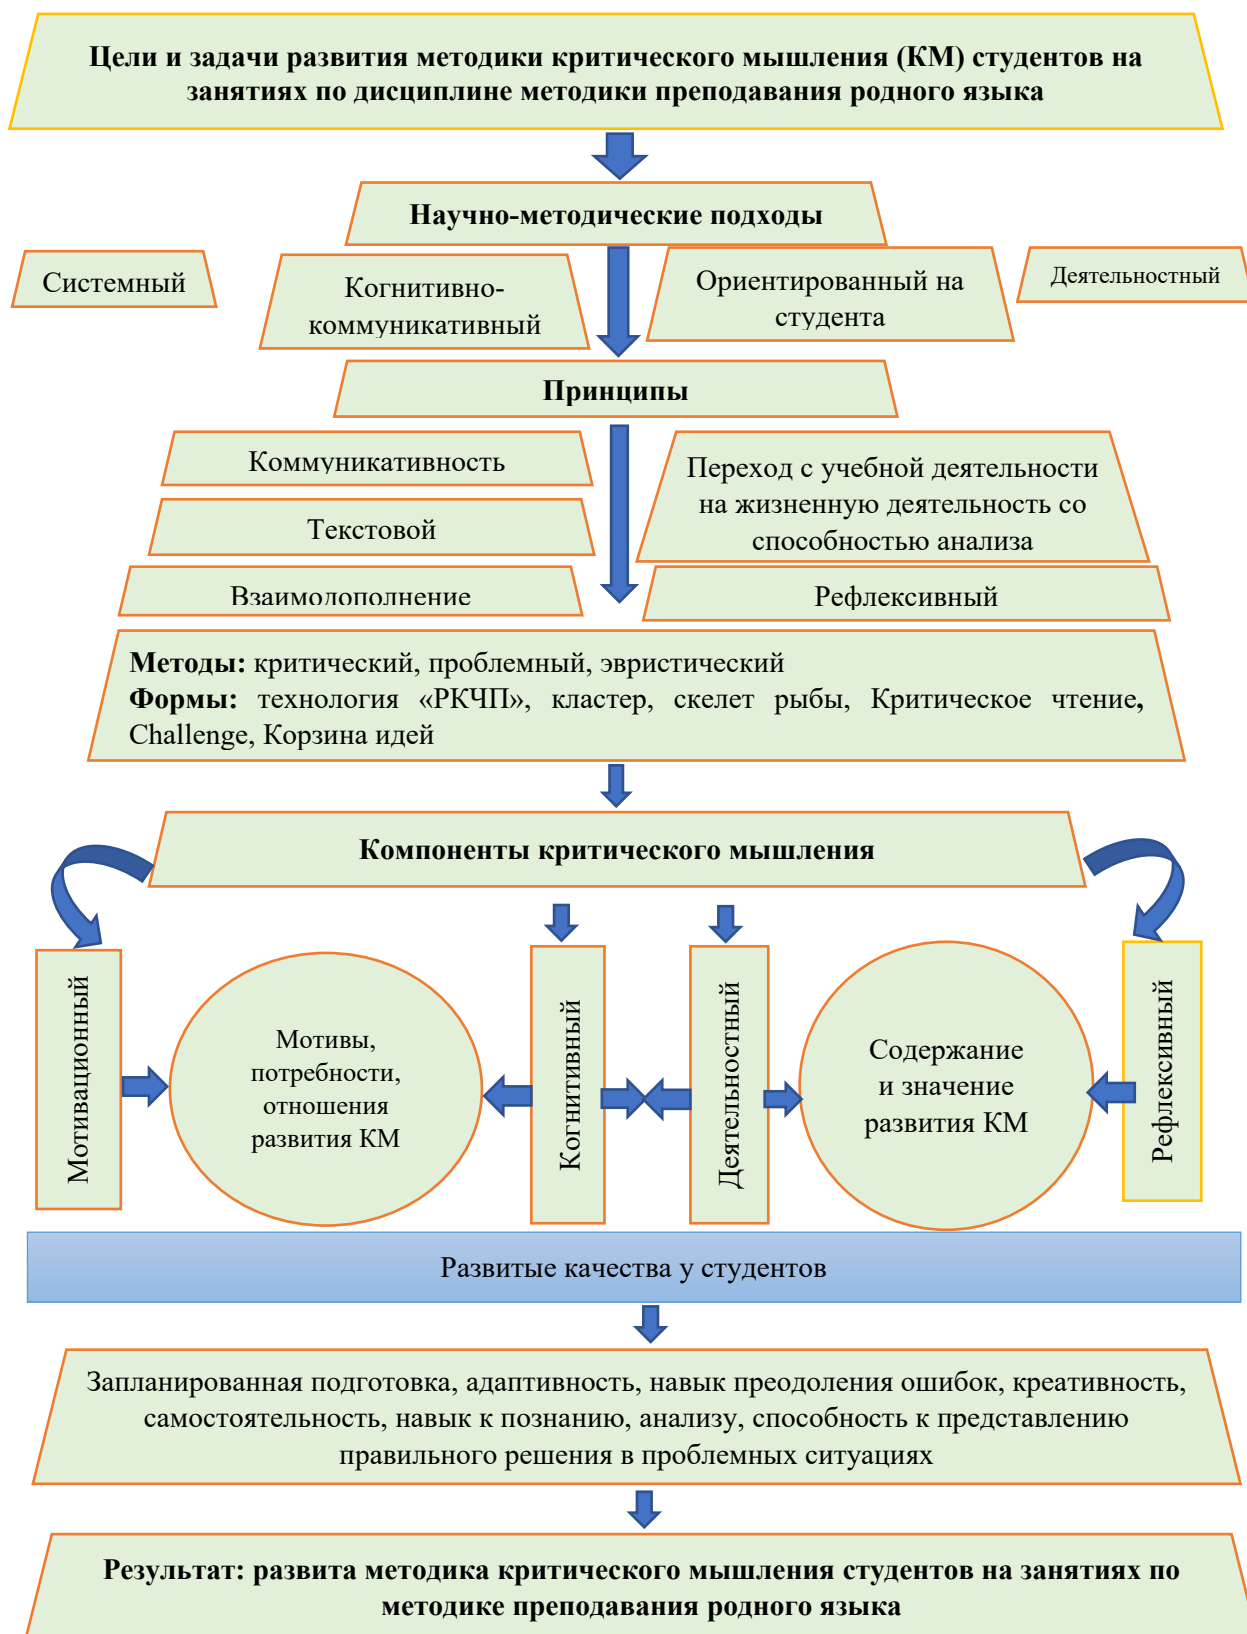 Цели и задачи развития методики критического мышления (КМ) студентов на
занятиях по дисциплине методики преподавания родного языка
Научно-методические подходы
Системный
Когнитивно-
коммуникативный
Ориентированный на
студента
Деятельностный
Принципы
Коммуникативность
Текстовой
Взаимодополнение
Переход с учебной деятельности
на жизненную деятельность со
способностью анализа
Рефлексивный
Методы: критический, проблемный, эвристический
Формы: технология «РКЧП», кластер, скелет рыбы, Критическое чтение,
Challenge, Корзина идей
Компоненты критического мышления
Мотивационный
Мотивы,
потребности,
отношения
развития КМ
Когнитивный
Деятельностный
Содержание
и значение
развития КМ
Рефлексивный
Развитые качества у студентов
Запланированная подготовка, адаптивность, навык преодоления ошибок, креативность,
самостоятельность, навык к познанию, анализу, способность к представлению
правильного решения в проблемных ситуациях
Результат: развита методика критического мышления студентов на занятиях по
методике преподавания родного языка